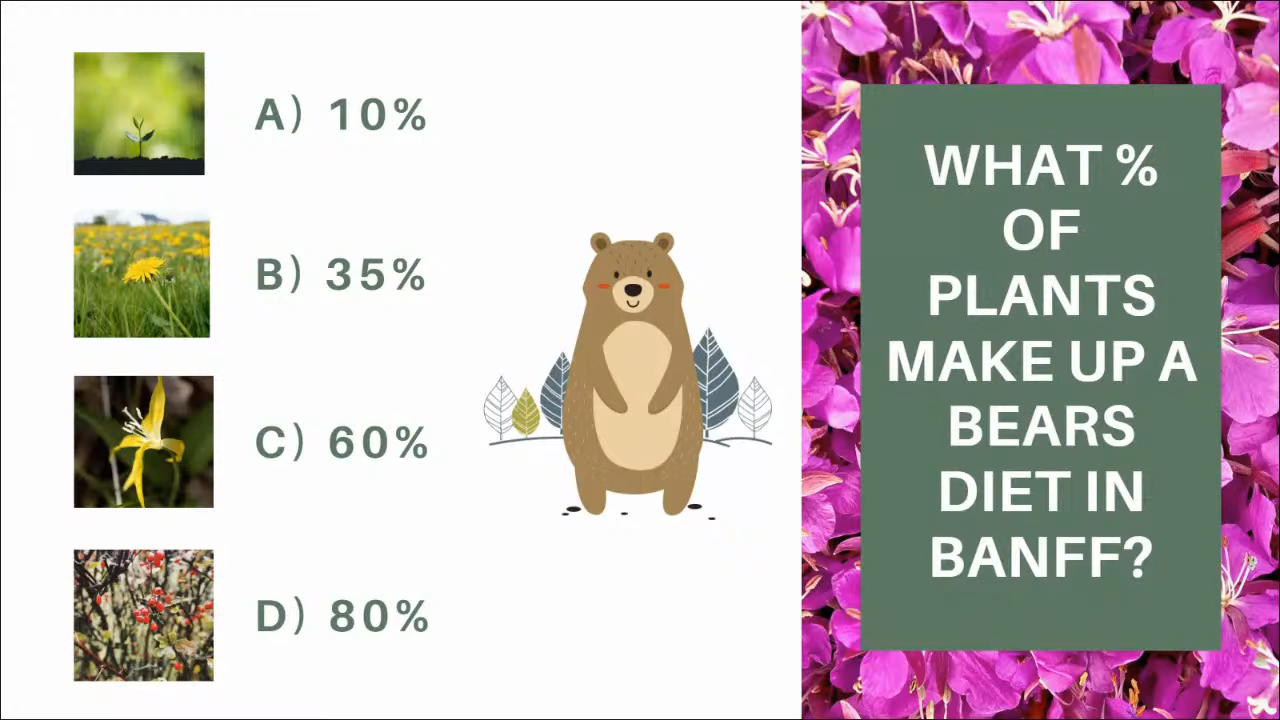 A) 10%
B) 35%
C) 60%
D) 80%
WHAT %
OF
PLANTS
MAKE UP A
BEARS
DIET IN
BANFF?